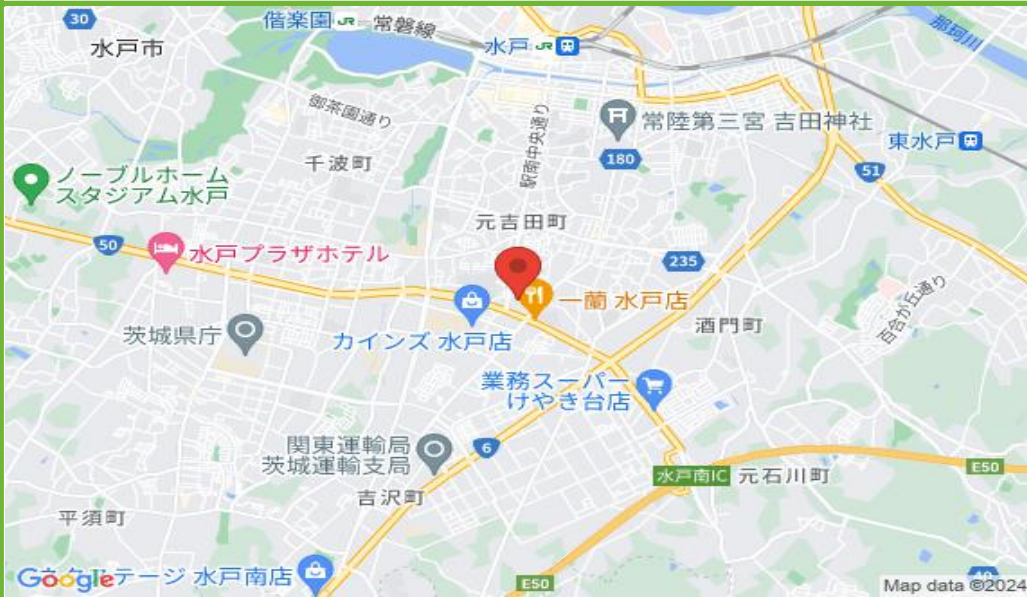 30
偕楽園
JR
常磐線
那珂川
水戸市
水戸
JR
御茶園通り
駅南中央通り
常陸第三宮 吉田神社
東水戸
180
千波町
51
ノーブルホーム
スタジアム水戸
元吉田町
50
水戸プラザホテル
235
一蘭 水戸店
百合が丘通り
茨城県庁
カインズ 水戸店
酒門町
業務スーパー
けやき台店
関東運輸局
茨城運輸支局
6
水戸南IC
元石川町
E50
吉沢町
平須町
Google
テージ 水戸南店
E50
Map data ©2024